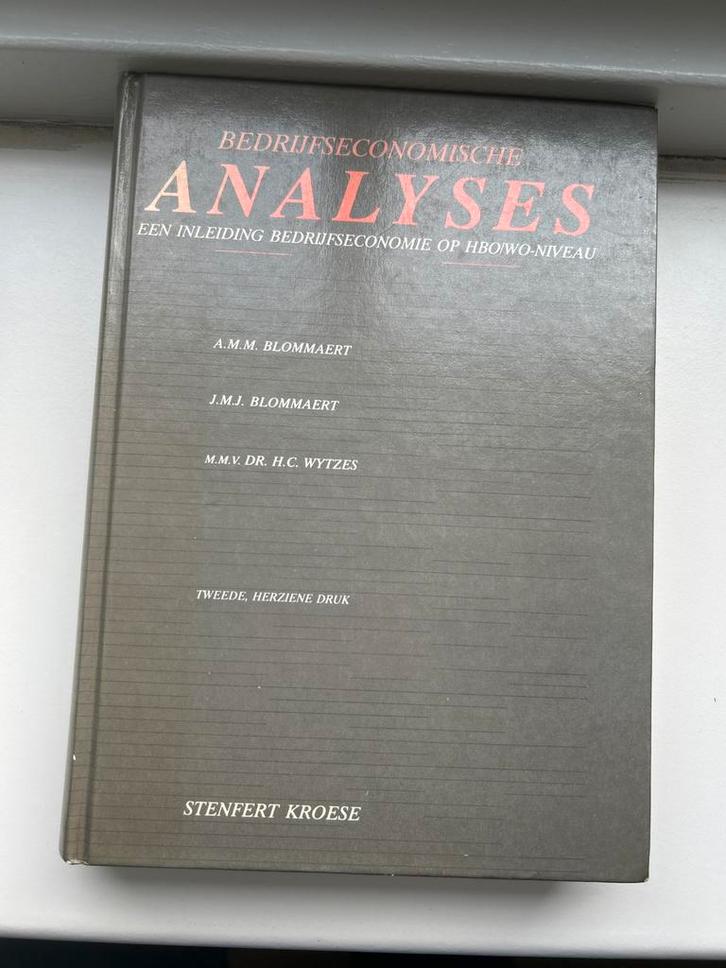 BEDRIJFSECONOMISCHE
ANALYSES
EEN INLEIDING BEDRIJFSECONOMIE OP HBO/WO-NIVEAU
A.M.M. BLOMMAERT
J.M.J. BLOMMAERT
M.M.V. DR. H.C. WYTZES
TWEEDE, HERZIENE DRUK
STENFERT KROESE